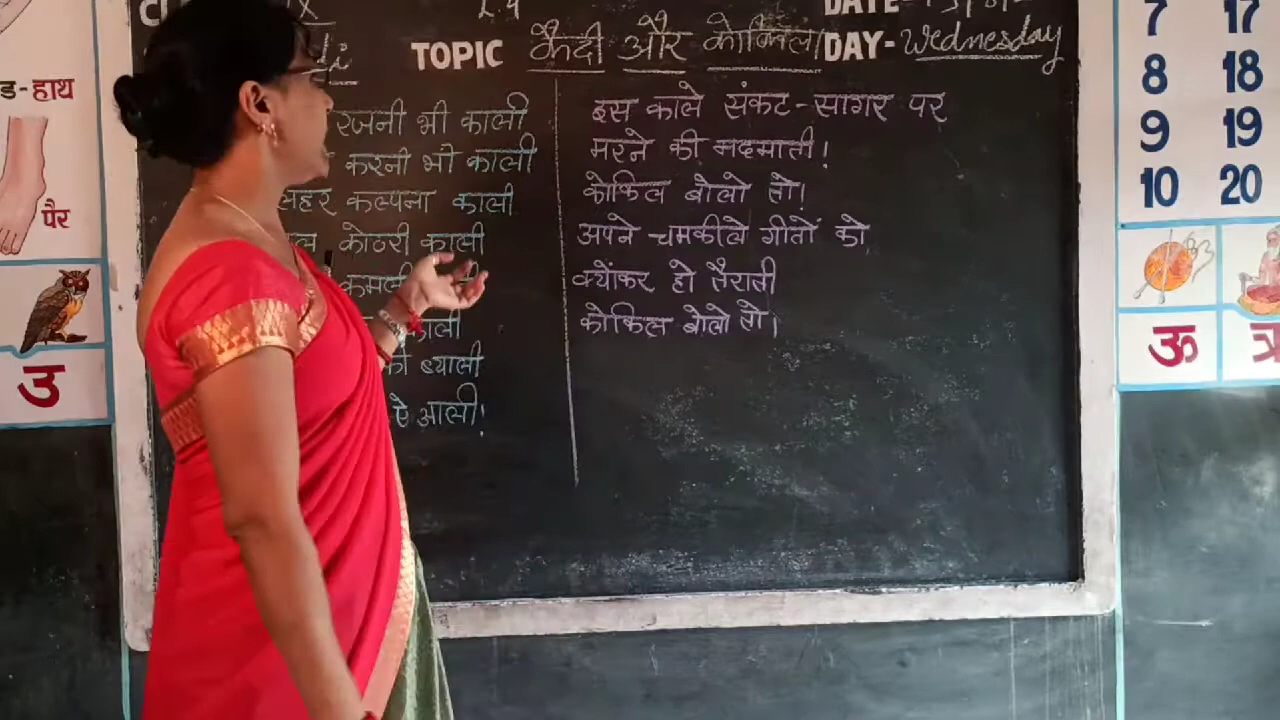 TOPIC कैदी और कोकिला DAY- Wednesday
रजनी भी काली
करनी भी काली
लहर कल्पना काली
कोठरी काली
काली
ऐ आली!
इस काले संकट-सागर पर
मरने की मदमाती!
कोकिल बोलो तो!
अपने चमकीले गीतों को
क्योंकर हो तैराती
कोकिल बोलो तो!
हाथ
पैर
उ
7 17
8 18
9 19
10 20
ऊ